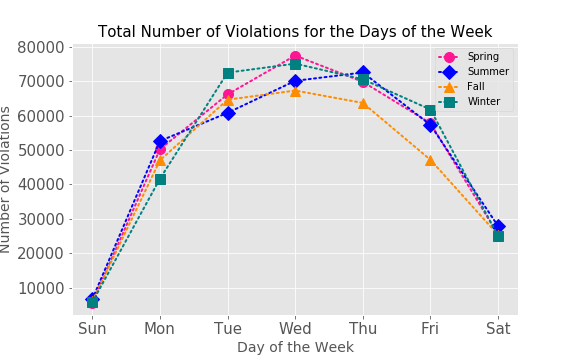 Total Number of Violations for the Days of the Week
80000
70000
60000
50000
40000
30000
20000
10000
Number of Violations
Spring
Summer
Fall
Winter
Sun Mon Tue Wed Thu Fri Sat
Day of the Week